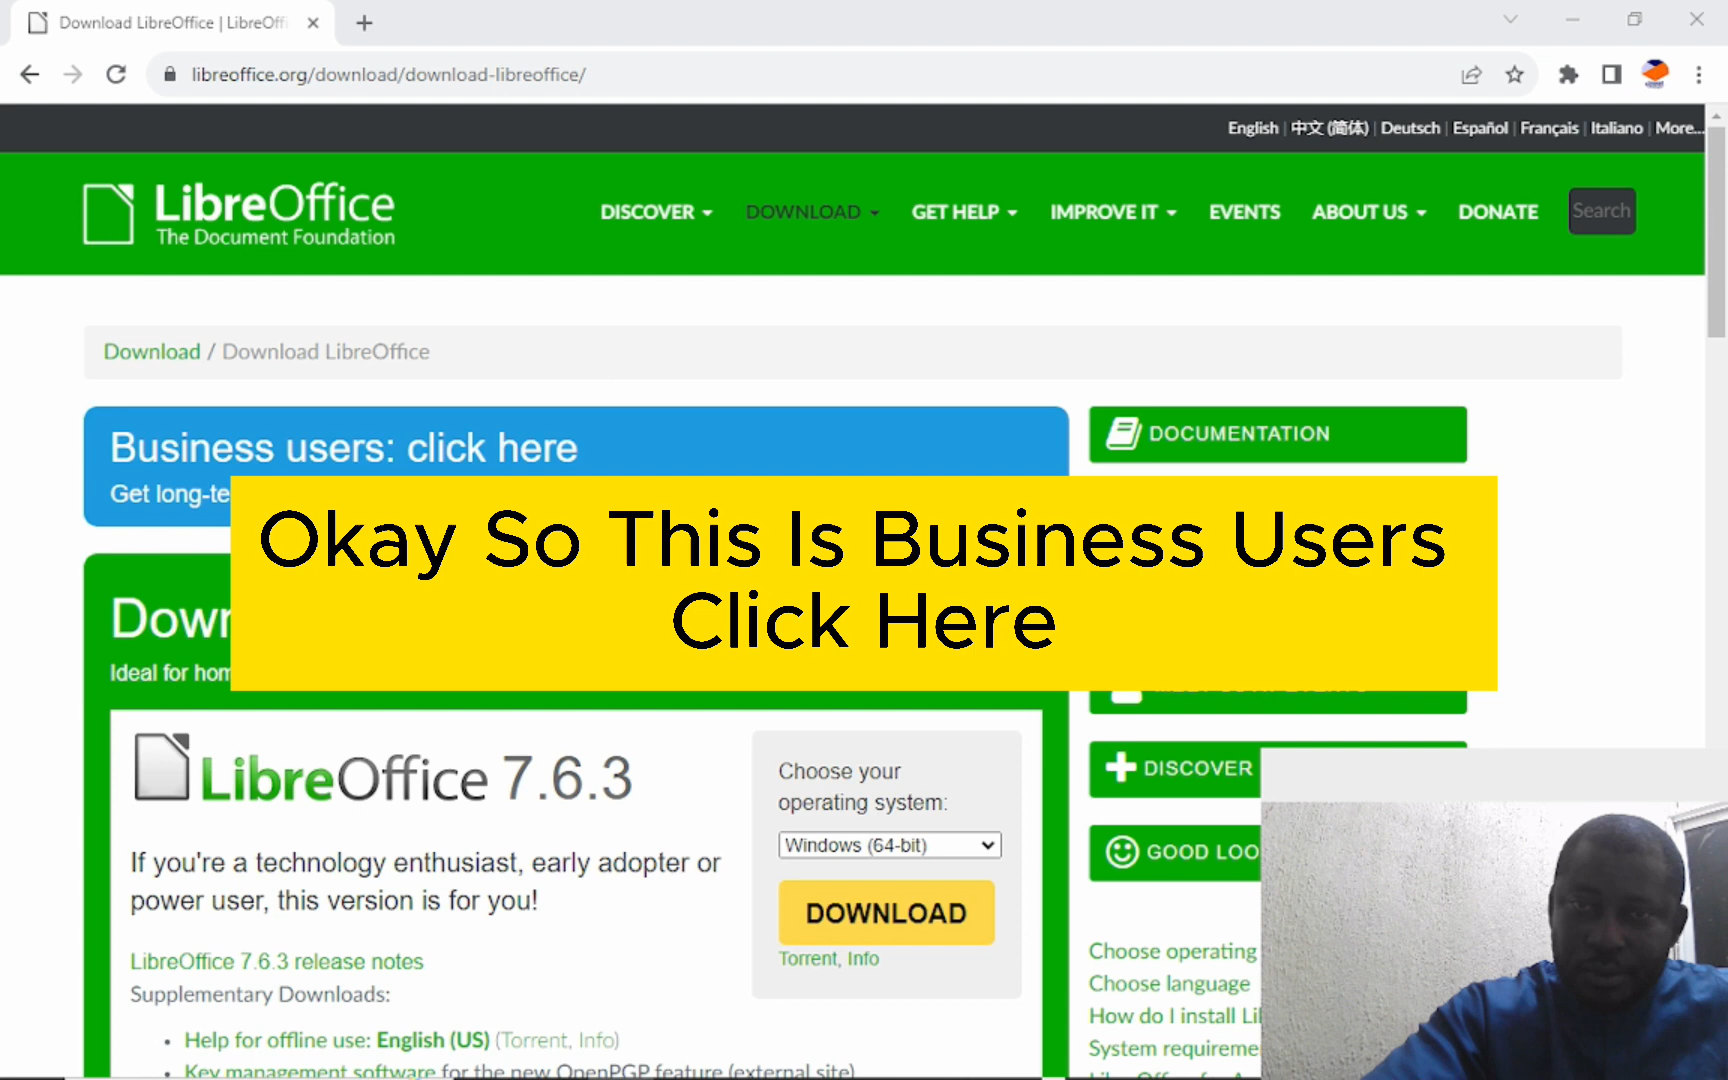 Download LibreOffice | LibreOffi
libreoffice.org/download/download-libreoffice/
English | 中文 (简体) | Deutsch | Español | Français | Italiano | More...
LibreOffice
The Document Foundation
DISCOVER
DOWNLOAD
GET HELP
IMPROVE IT
EVENTS
ABOUT US
DONATE
Search
Download / Download LibreOffice
Business users: click here
Get long-te
DOCUMENTATION
Okay So This Is Business Users
Click Here
Down
Ideal for hom
LibreOffice 7.6.3
If you're a technology enthusiast, early adopter or
power user, this version is for you!
LibreOffice 7.6.3 release notes
Supplementary Downloads:
Help for offline use: English (US) (Torrent, Info)
Key management software for the new OpenPGP feature (external site)
Choose your
operating system:
Windows (64-bit)
DOWNLOAD
Torrent, Info
DISCOVER
GOOD LOO
Choose operating
Choose language
How do I install Li
System requireme